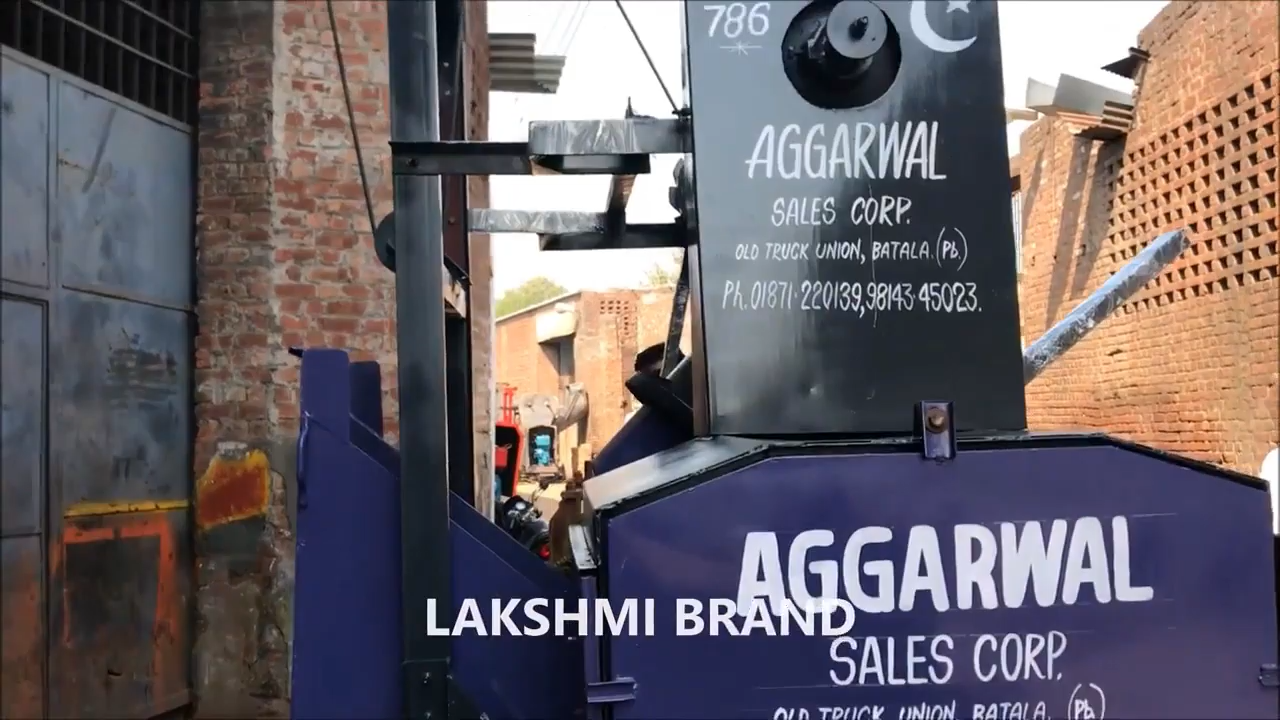 786
AGGARWAL
SALES CORP.
OLD TRUCK UNION, BATALA.(Pb.)
Ph.01871-220139,98143-45023.
AGGARWAL
LAKSHMI BRAND
SALES CORP.
OLD TRUCK UNION, BATALA. (Pb.)